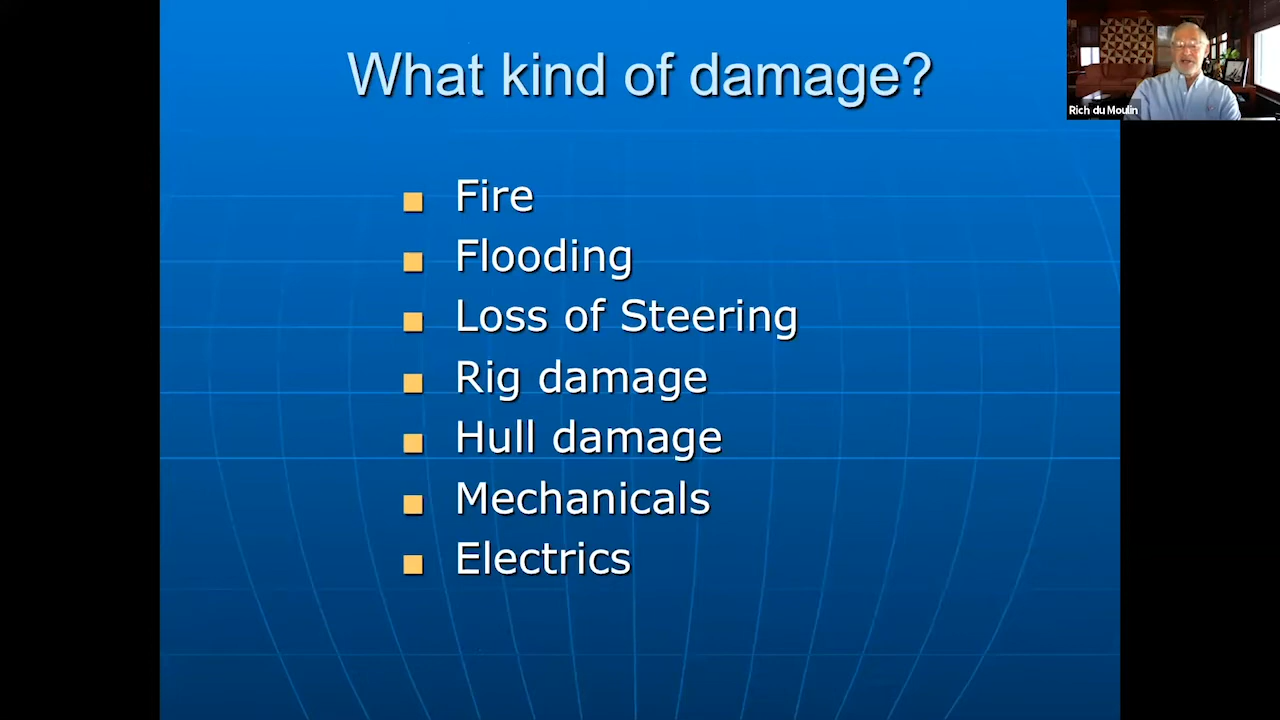 What kind of damage?
Rich du Moulin
Fire
Flooding
Loss of Steering
Rig damage
Hull damage
Mechanicals
Electrics